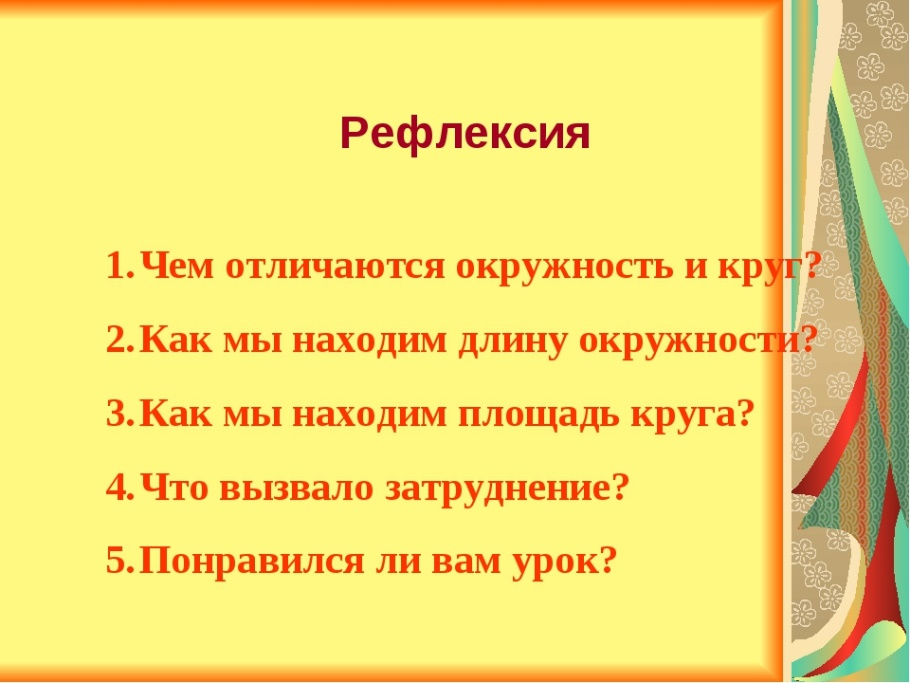 Рефлексия
1. Чем отличаются окружность и круг?
2. Как мы находим длину окружности?
3. Как мы находим площадь круга?
4. Что вызвало затруднение?
5. Понравился ли вам урок?